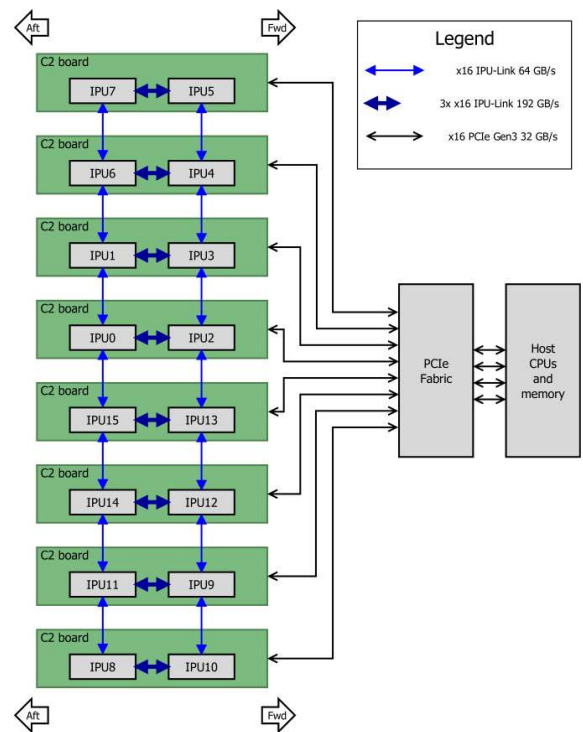 Aft
Fwd
C2 board
IPU7
IPU5
C2 board
IPU6
IPU4
C2 board
IPU1
IPU3
C2 board
IPU0
IPU2
C2 board
IPU15
IPU13
C2 board
IPU14
IPU12
C2 board
IPU11
IPU9
C2 board
IPU8
IPU10
Aft
Fwd
Legend
x16 IPU-Link 64 GB/s
3x x16 IPU-Link 192 GB/s
x16 PCIe Gen3 32 GB/s
PCIe
Fabric
Host
CPUs
and
memory